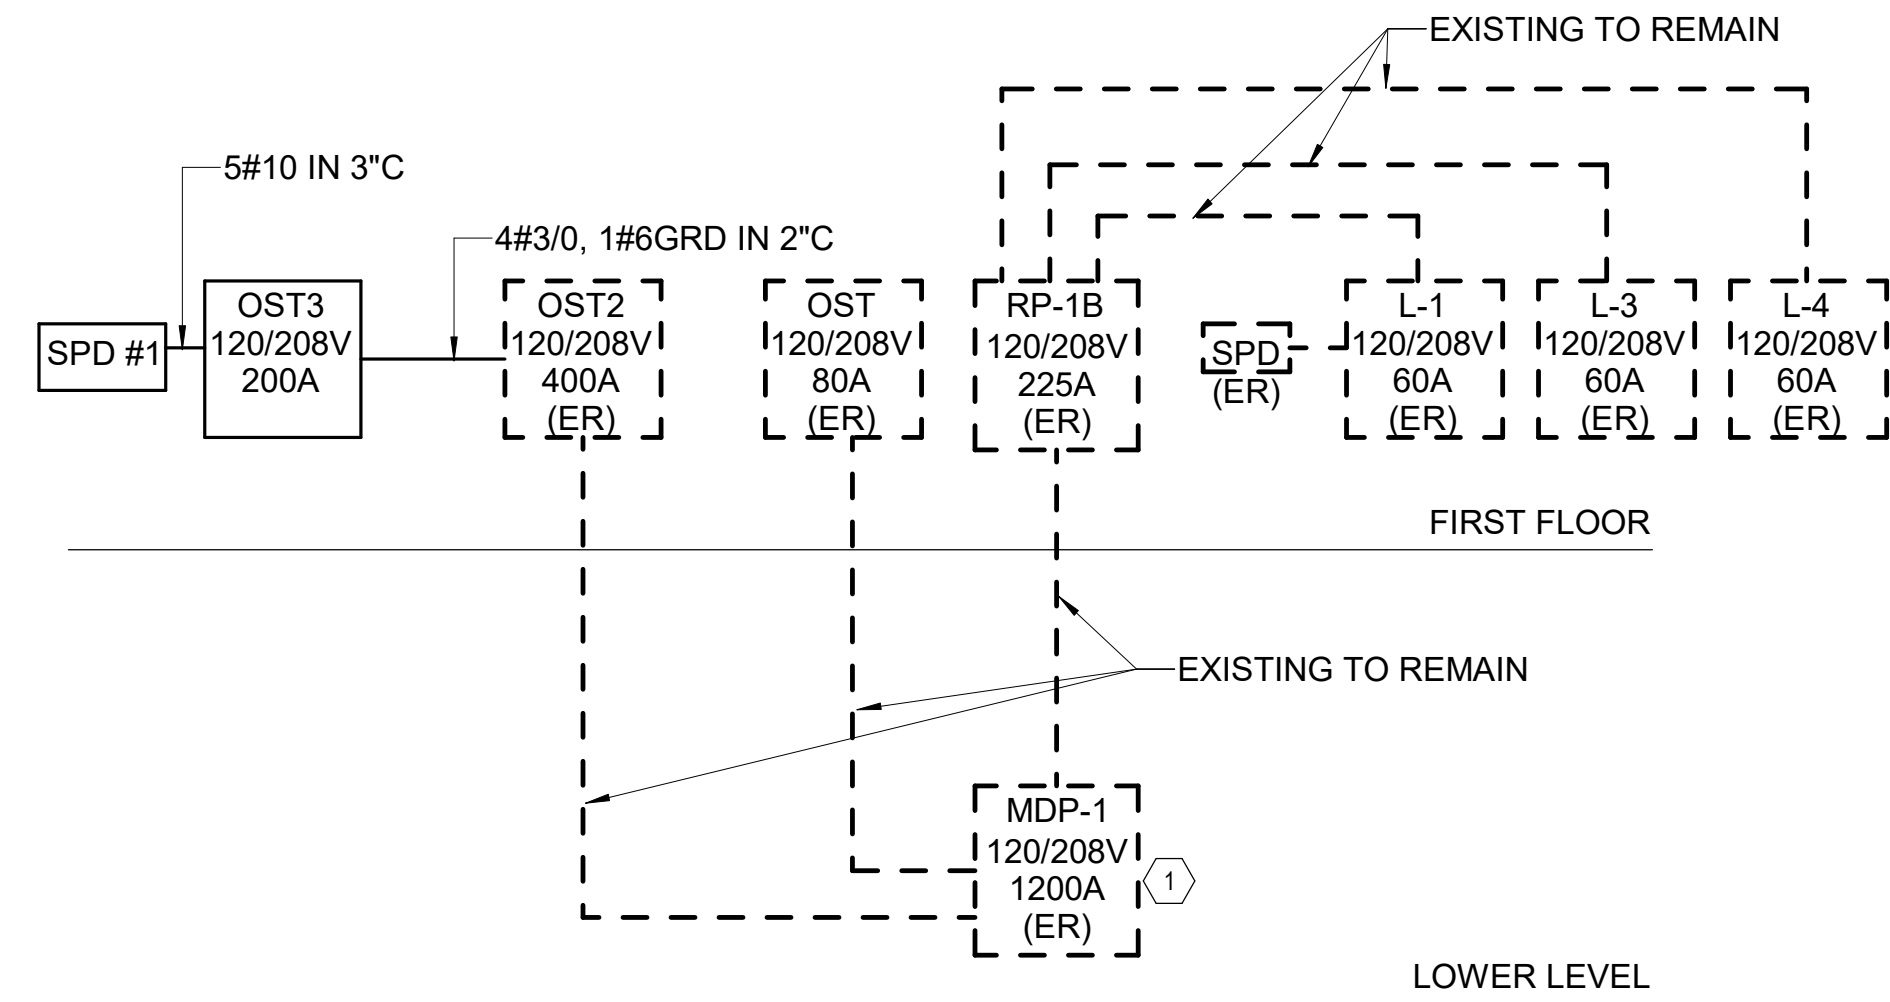 EXISTING TO REMAIN
5#10 IN 3"C
4#3/0, 1#6GRD IN 2"C
SPD #1
OST3
120/208V
200A
OST2
120/208V
400A
(ER)
OST
120/208V
80A
(ER)
RP-1B
120/208V
225A
(ER)
SPD
(ER)
L-1
120/208V
60A
(ER)
L-3
120/208V
60A
(ER)
L-4
120/208V
60A
(ER)
FIRST FLOOR
EXISTING TO REMAIN
MDP-1
120/208V
1200A
(ER)
1
LOWER LEVEL